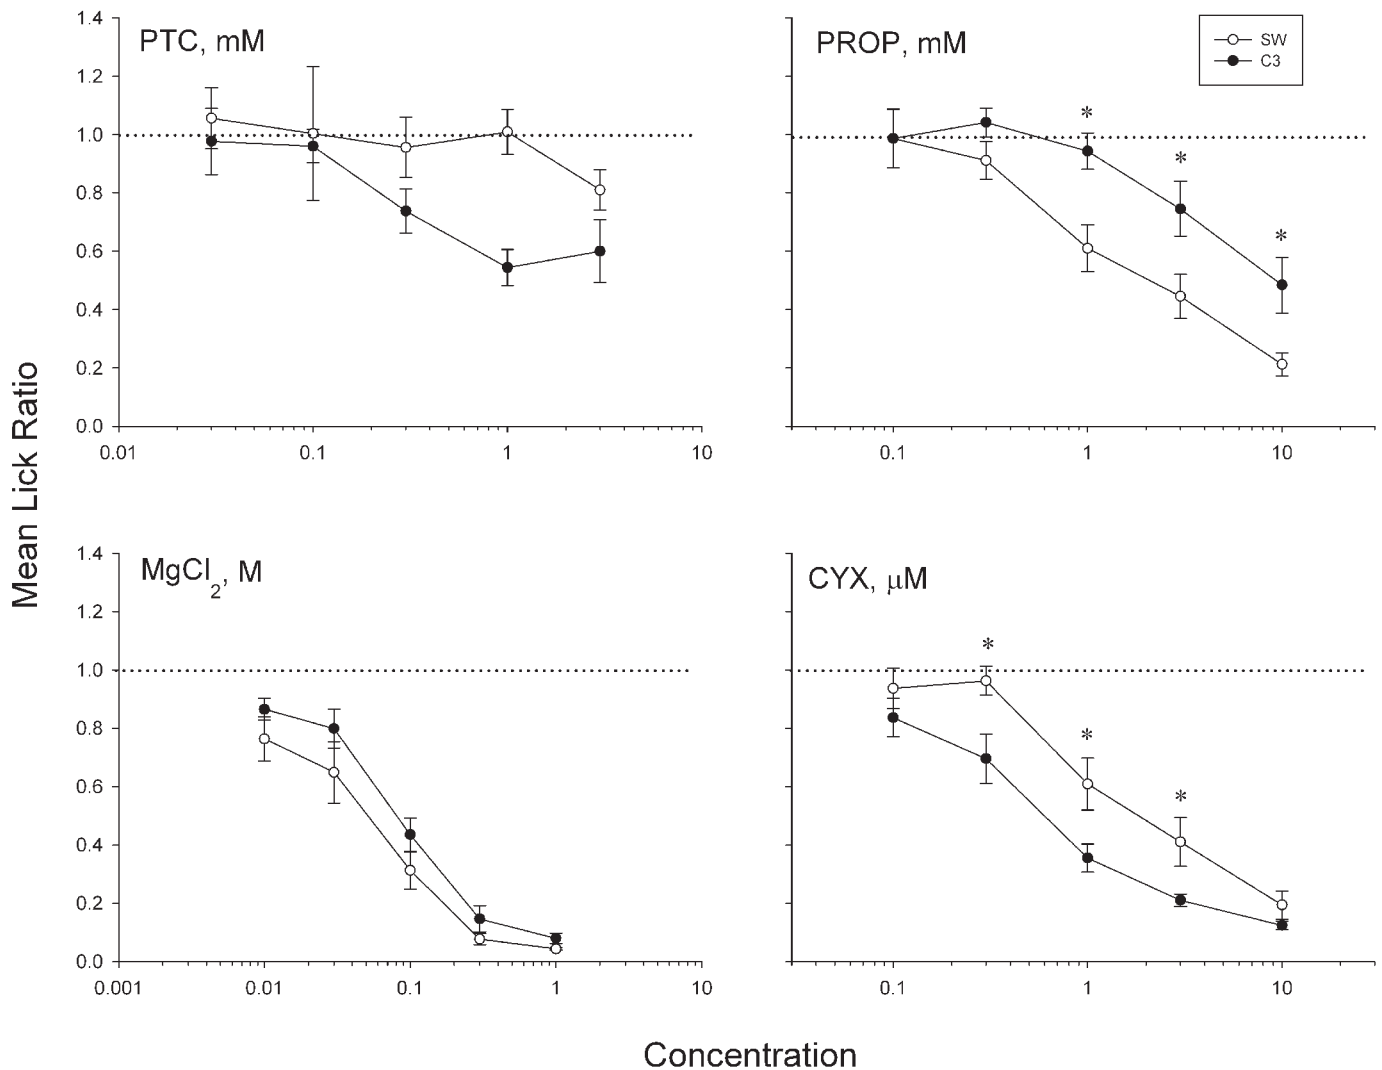 PTC, mM
1.4
1.2
1.0
0.8
0.6
0.4
0.2
0.0
0.01 0.1 1 10
PROP, mM
SW
C3
*
*
*
0.1 1 10
Mean Lick Ratio
MgCl2, M
1.4
1.2
1.0
0.8
0.6
0.4
0.2
0.0
0.001 0.01 0.1 1 10
CYX, μM
*
*
*
0.1 1 10
Concentration